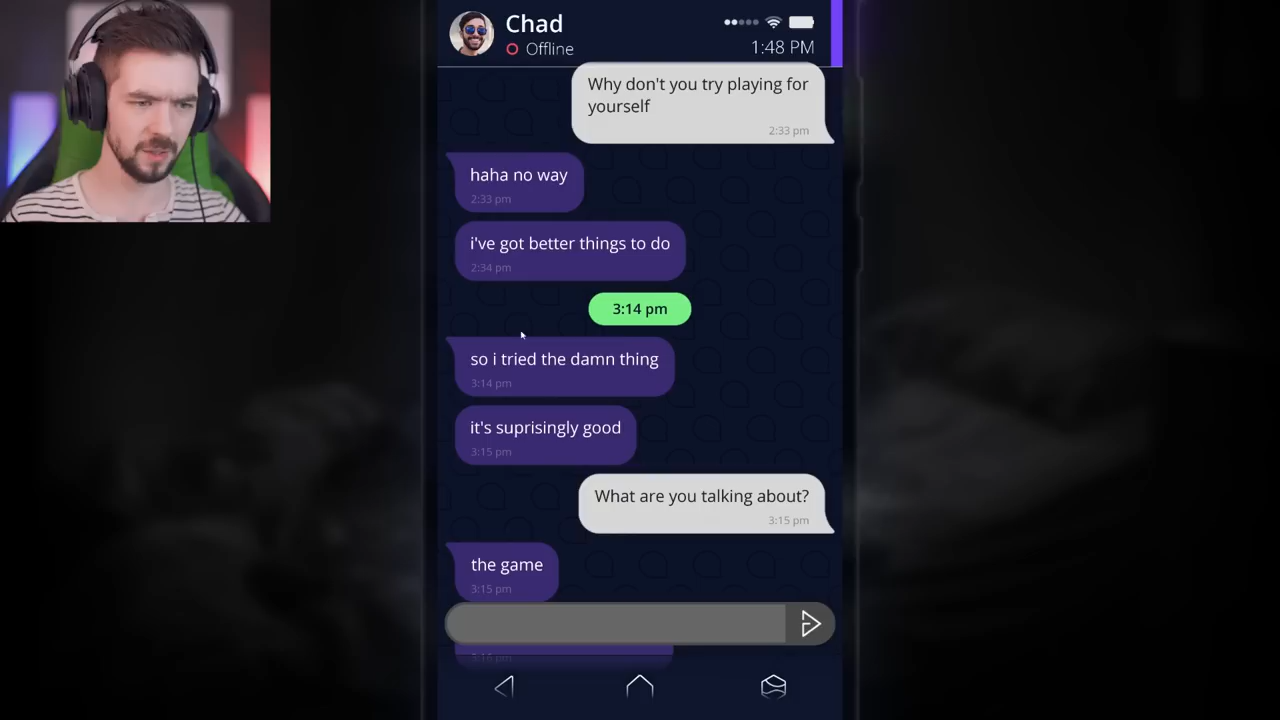 Chad
Offline
1:48 PM
Why don't you try playing for
yourself
2:33 pm
haha no way
2:33 pm
i've got better things to do
2:34 pm
3:14 pm
so i tried the damn thing
3:14 pm
it's suprisingly good
3:15 pm
What are you talking about?
3:15 pm
the game
3:15 pm
3:16 pm